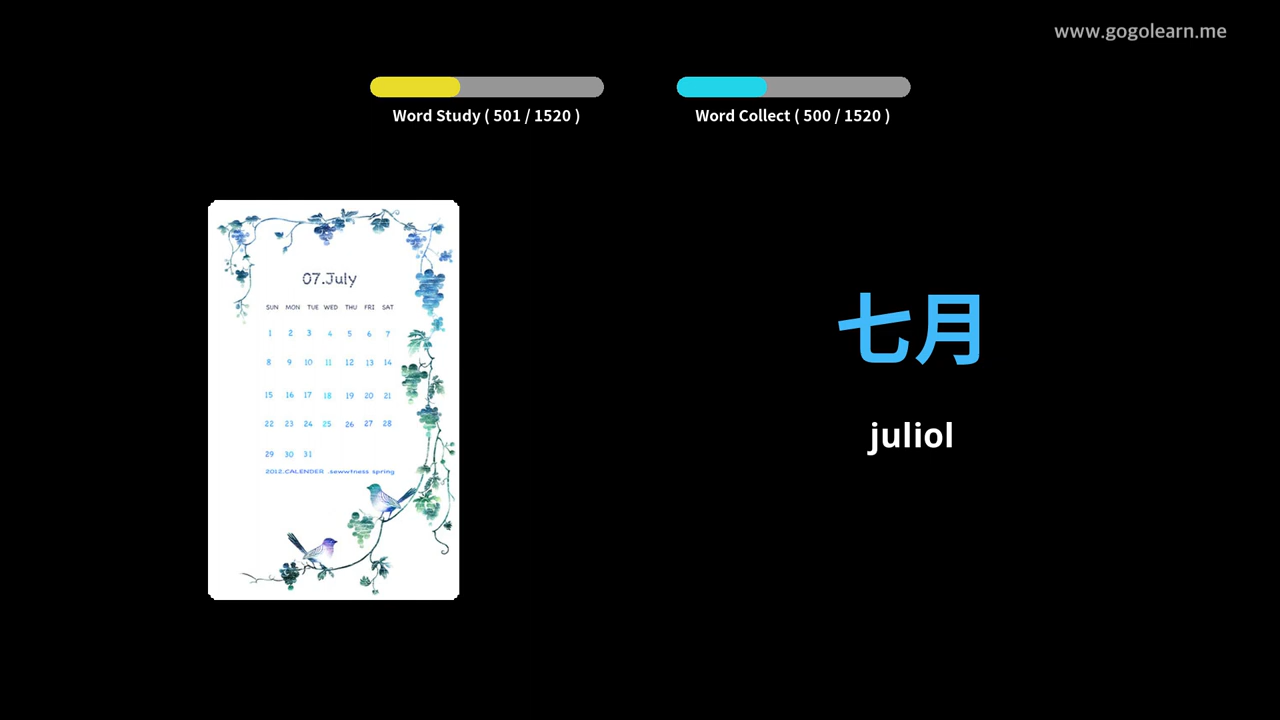 www.gogolearn.me
Word Study ( 501 / 1520 )
Word Collect ( 500 / 1520 )
07.July
SUN MON TUE WED THU FRI SAT
1 2 3 4 5 6 7
8 9 10 11 12 13 14
15 16 17 18 19 20 21
22 23 24 25 26 27 28
29 30 31
2012.CALENDER .sewwtness spring
七月
juliol